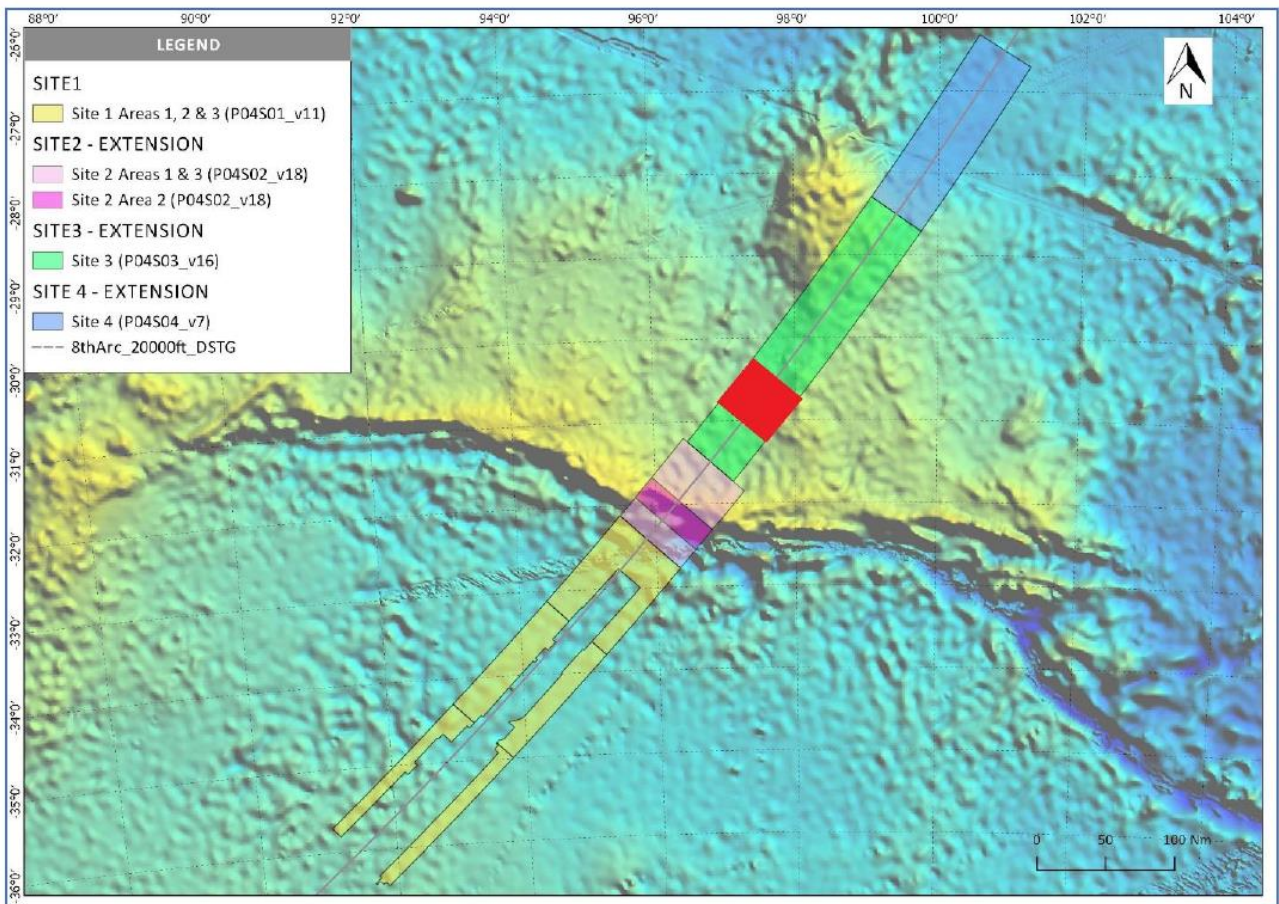 88°0' 90°0' 92°0' 94°0' 96°0' 98°0' 100°0' 102°0' 104°0'
LEGEND
SITE1
Site 1 Areas 1, 2 & 3 (P04S01_v11)
SITE2 - EXTENSION
Site 2 Areas 1 & 3 (P04S02_v18)
Site 2 Area 2 (P04S02_v18)
SITE3 - EXTENSION
Site 3 (P04S03_v16)
SITE 4 - EXTENSION
Site 4 (P04S04_v7)
8thArc_20000ft_DSTG
N
-26°0'
-27°0'
-28°0'
-29°0'
-30°0'
-31°0'
-32°0'
-33°0'
-34°0'
-35°0'
-36°0'
0 50 100 Nm